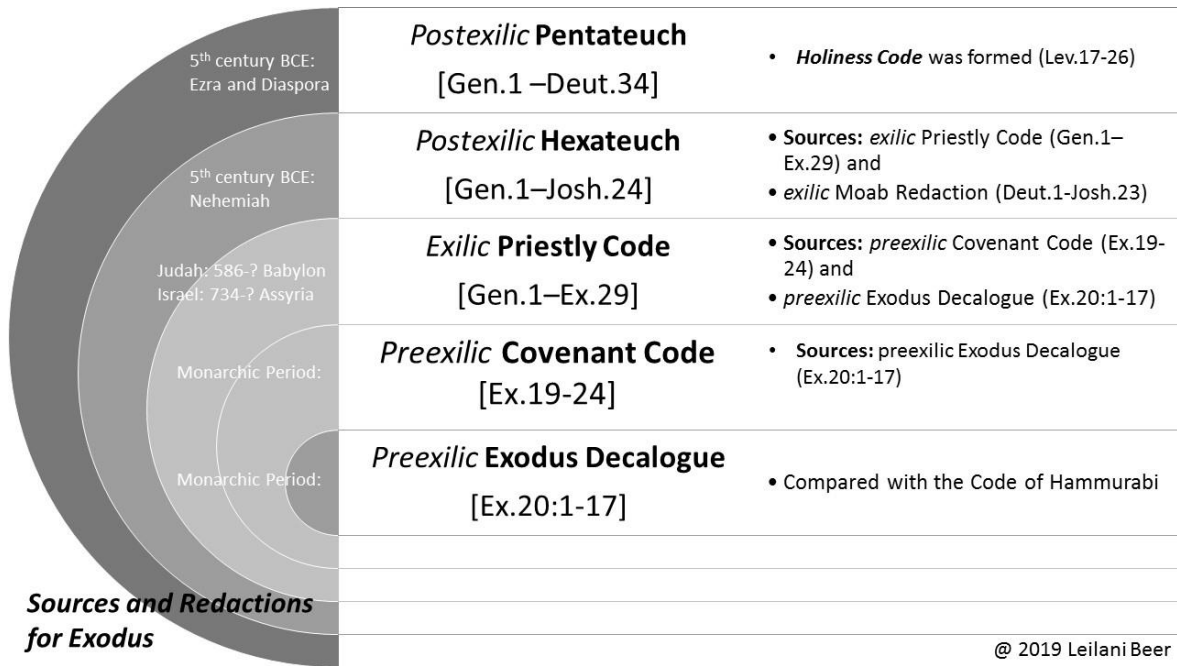 5th century BCE:
Ezra and Diaspora
Postexilic Pentateuch
[Gen.1 –Deut.34]
• Holiness Code was formed (Lev.17-26)
5th century BCE:
Nehemiah
Postexilic Hexateuch
[Gen.1–Josh.24]
• Sources: exilic Priestly Code (Gen.1–
Ex.29) and
• exilic Moab Redaction (Deut.1-Josh.23)
Judah: 586-? Babylon
Israel: 734-? Assyria
Exilic Priestly Code
[Gen.1–Ex.29]
• Sources: preexilic Covenant Code (Ex.19-
24) and
• preexilic Exodus Decalogue (Ex.20:1-17)
Monarchic Period:
Preexilic Covenant Code
[Ex.19-24]
• Sources: preexilic Exodus Decalogue
(Ex.20:1-17)
Monarchic Period:
Preexilic Exodus Decalogue
[Ex.20:1-17]
• Compared with the Code of Hammurabi
Sources and Redactions
for Exodus
@ 2019 Leilani Beer